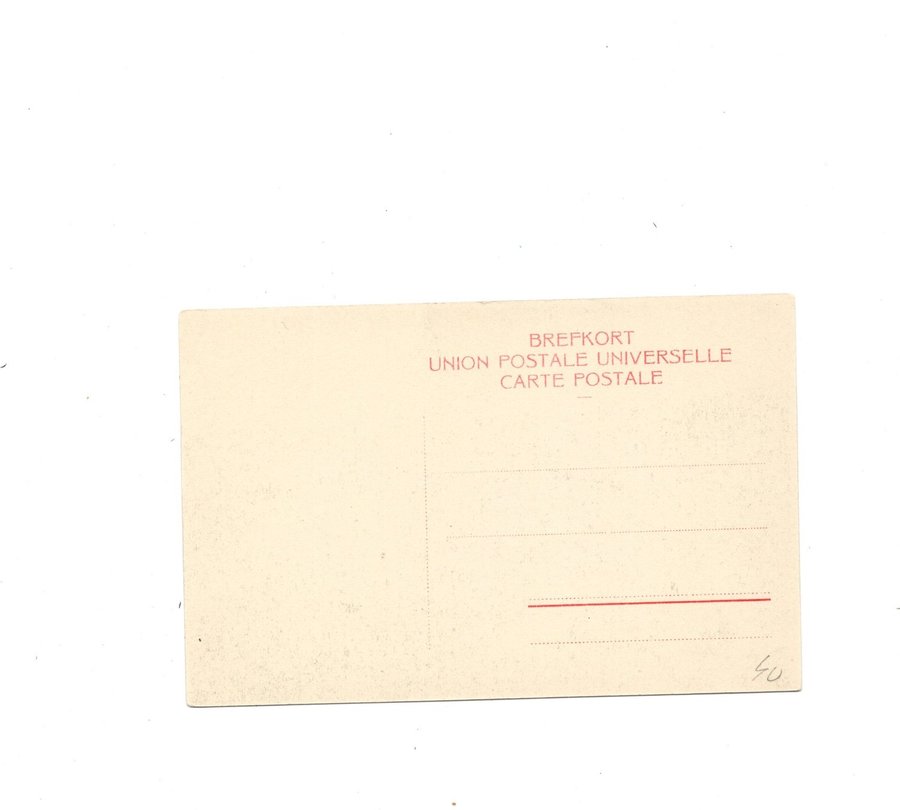 BREFKORT
UNION POSTALE UNIVERSELLE
CARTE POSTALE
40